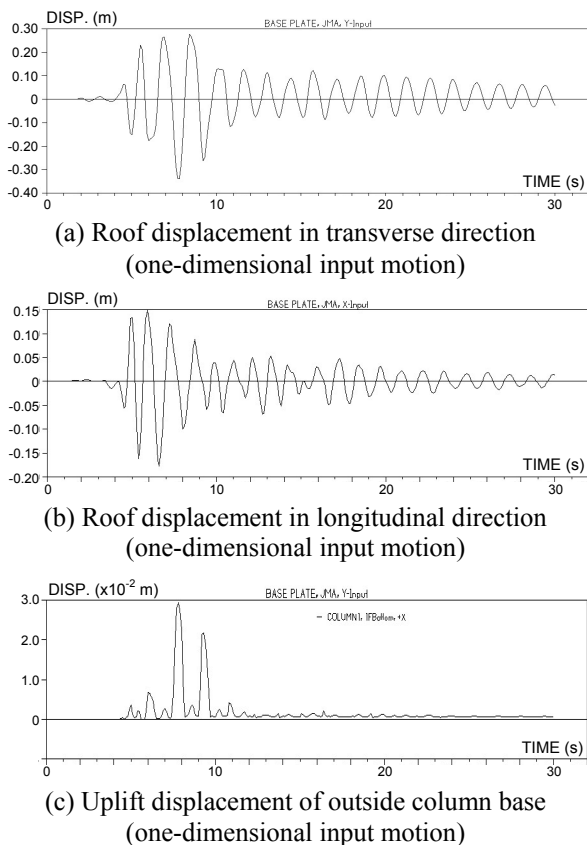 DISP. (m)
BASE PLATE, JMA, Y-Input
0.30
0.20
0.10
0
-0.10
-0.20
-0.30
-0.40
TIME (s)
0
10
20
30
(a) Roof displacement in transverse direction
(one-dimensional input motion)
DISP. (m)
BASE PLATE, JMA, X-Input
0.15
0.10
0.05
0
-0.05
-0.10
-0.15
-0.20
TIME (s)
0
10
20
30
(b) Roof displacement in longitudinal direction
(one-dimensional input motion)
DISP. (x10-2 m)
BASE PLATE, JMA, Y-Input
3.0
COLUMN1, 1FBottom, +X
2.0
1.0
0
TIME (s)
0
10
20
30
(c) Uplift displacement of outside column base
(one-dimensional input motion)